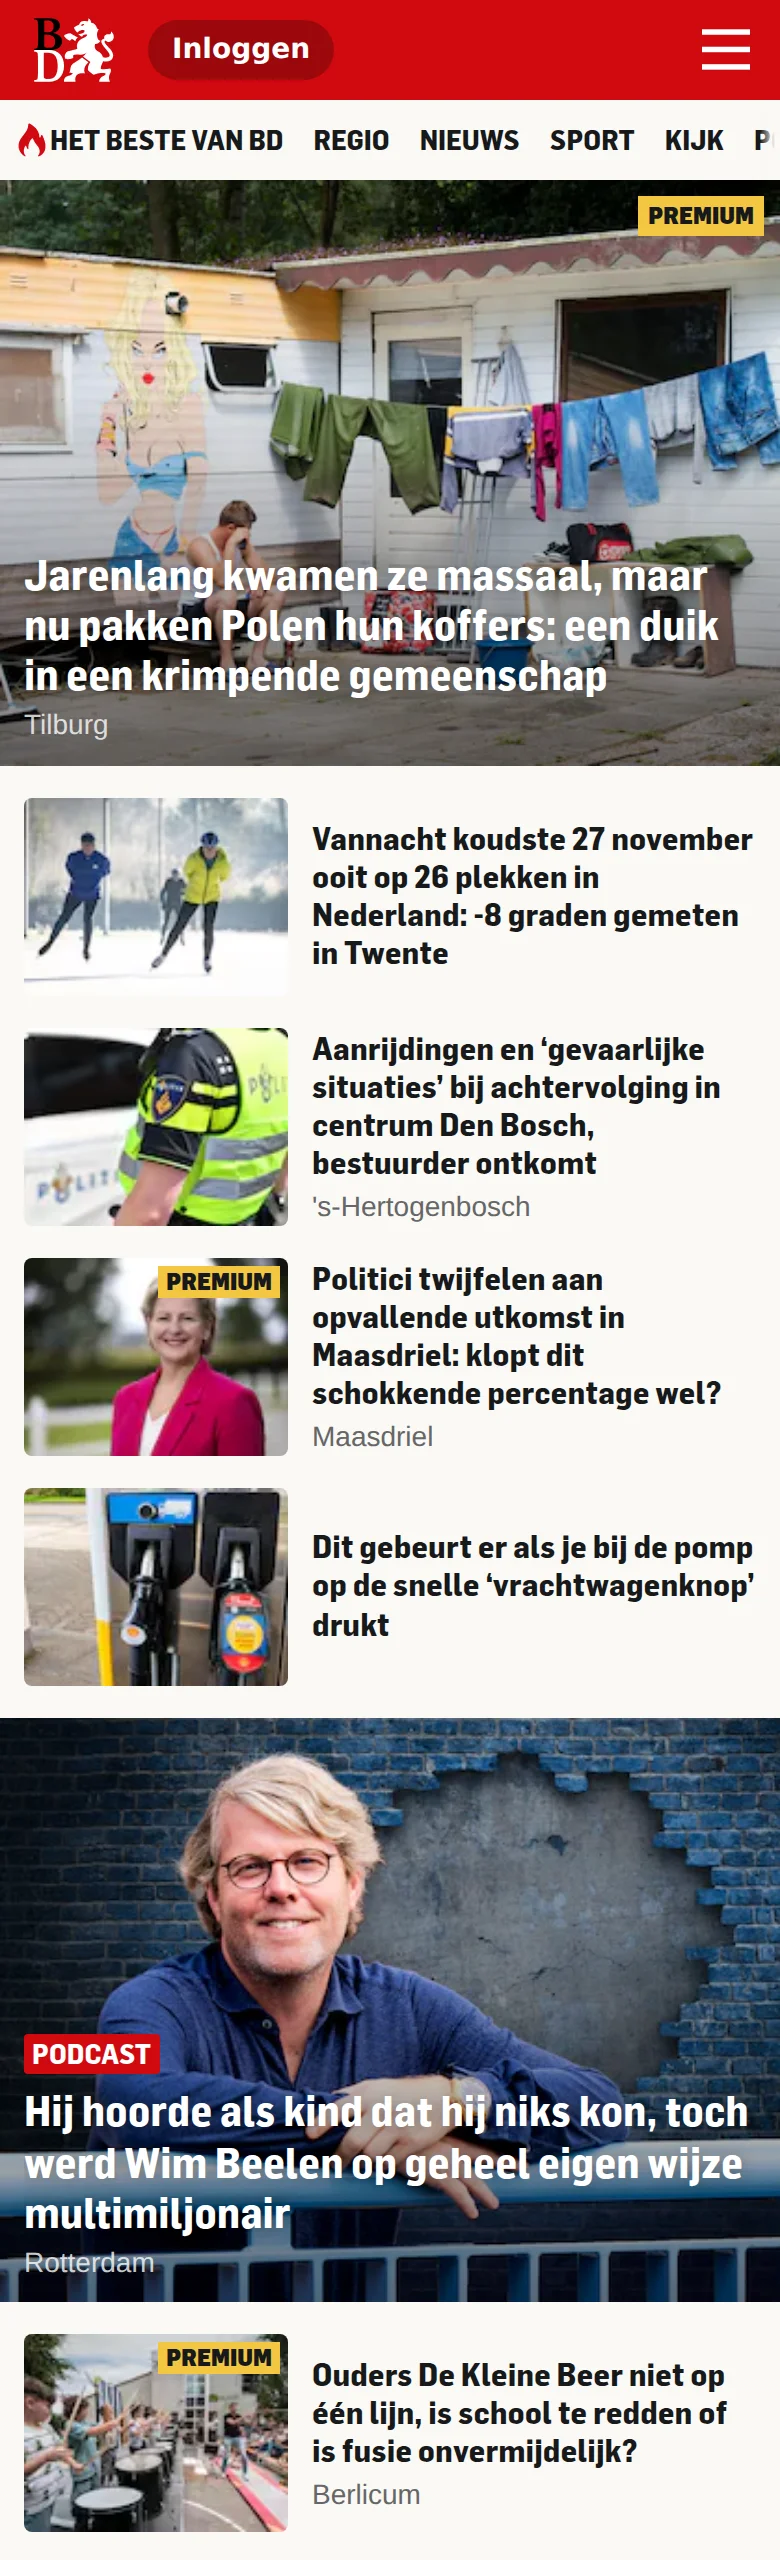 B
D
Inloggen
HET BESTE VAN BD REGIO NIEUWS SPORT KIJK
PREMIUM
Jarenlang kwamen ze massaal, maar
nu pakken Polen hun koffers: een duik
in een krimpende gemeenschap
Tilburg
Vannacht koudste 27 november
ooit op 26 plekken in
Nederland: -8 graden gemeten
in Twente
Aanrijdingen en ‘gevaarlijke
situaties’ bij achtervolging in
centrum Den Bosch,
bestuurder ontkomt
's-Hertogenbosch
PREMIUM
Politici twijfelen aan
opvallende utkomst in
Maasdriel: klopt dit
schokkende percentage wel?
Maasdriel
Dit gebeurt er als je bij de pomp
op de snelle ‘vrachtwagenknop’
drukt
PODCAST
Hij hoorde als kind dat hij niks kon, toch
werd Wim Beelen op geheel eigen wijze
multimiljonair
Rotterdam
PREMIUM
Ouders De Kleine Beer niet op
één lijn, is school te redden of
is fusie onvermijdelijk?
Berlicum